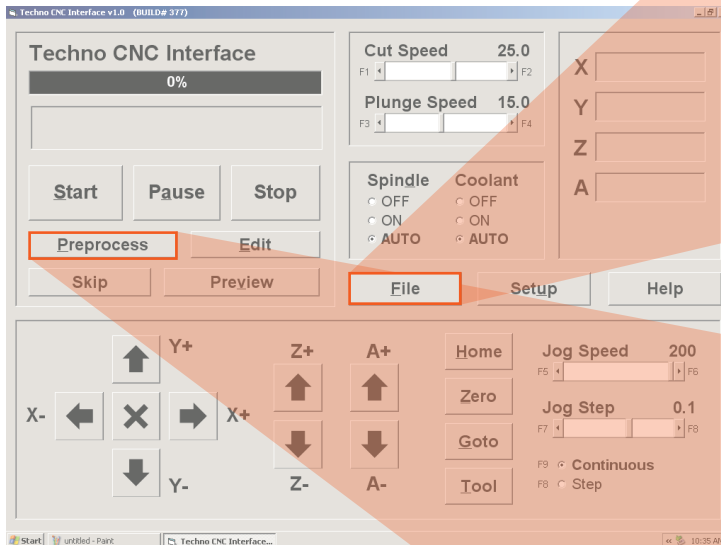 Techno CNC Interface v1.0 (BUILD# 377)
Techno CNC Interface
0%
Start Pause Stop
Preprocess Edit
Skip Preview
Cut Speed 25.0
F1 F2
Plunge Speed 15.0
F3 F4
Spindle Coolant
OFF OFF
ON ON
AUTO AUTO
X
Y
Z
A
File Setup Help
Y+
X- X+
Y-
Z+ A+
Z- A-
Home
Zero
Goto
Tool
Jog Speed 200
F5 F6
Jog Step 0.1
F7 F8
F9 Continuous
F8 Step
Start untitled - Paint Techno CNC Interface... 10:35 AM